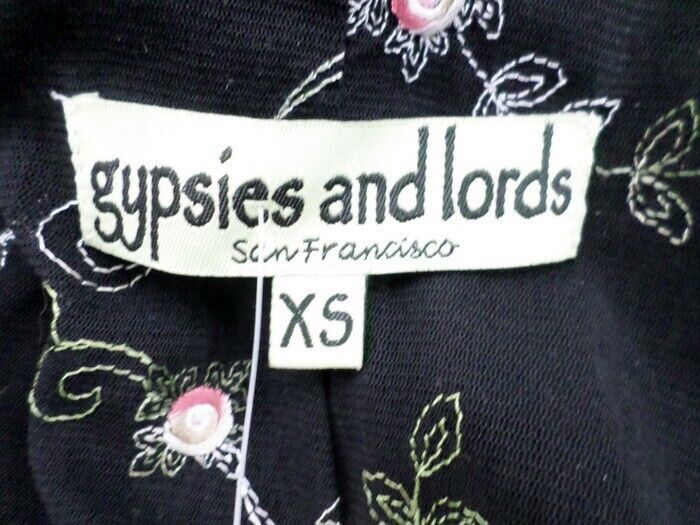 gypsies and lords
San Francisco
XS